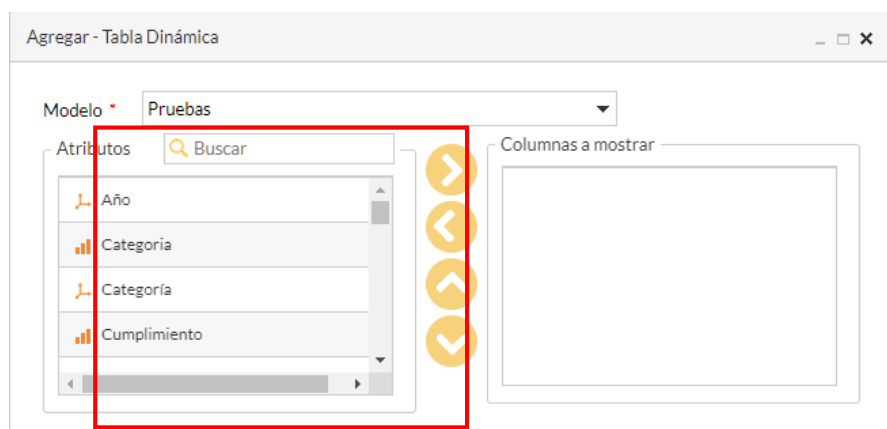 Agregar - Tabla Dinámica
Modelo * Pruebas
Atributos Buscar
Columnas a mostrar
Año
Categoria
Categoría
Cumplimiento